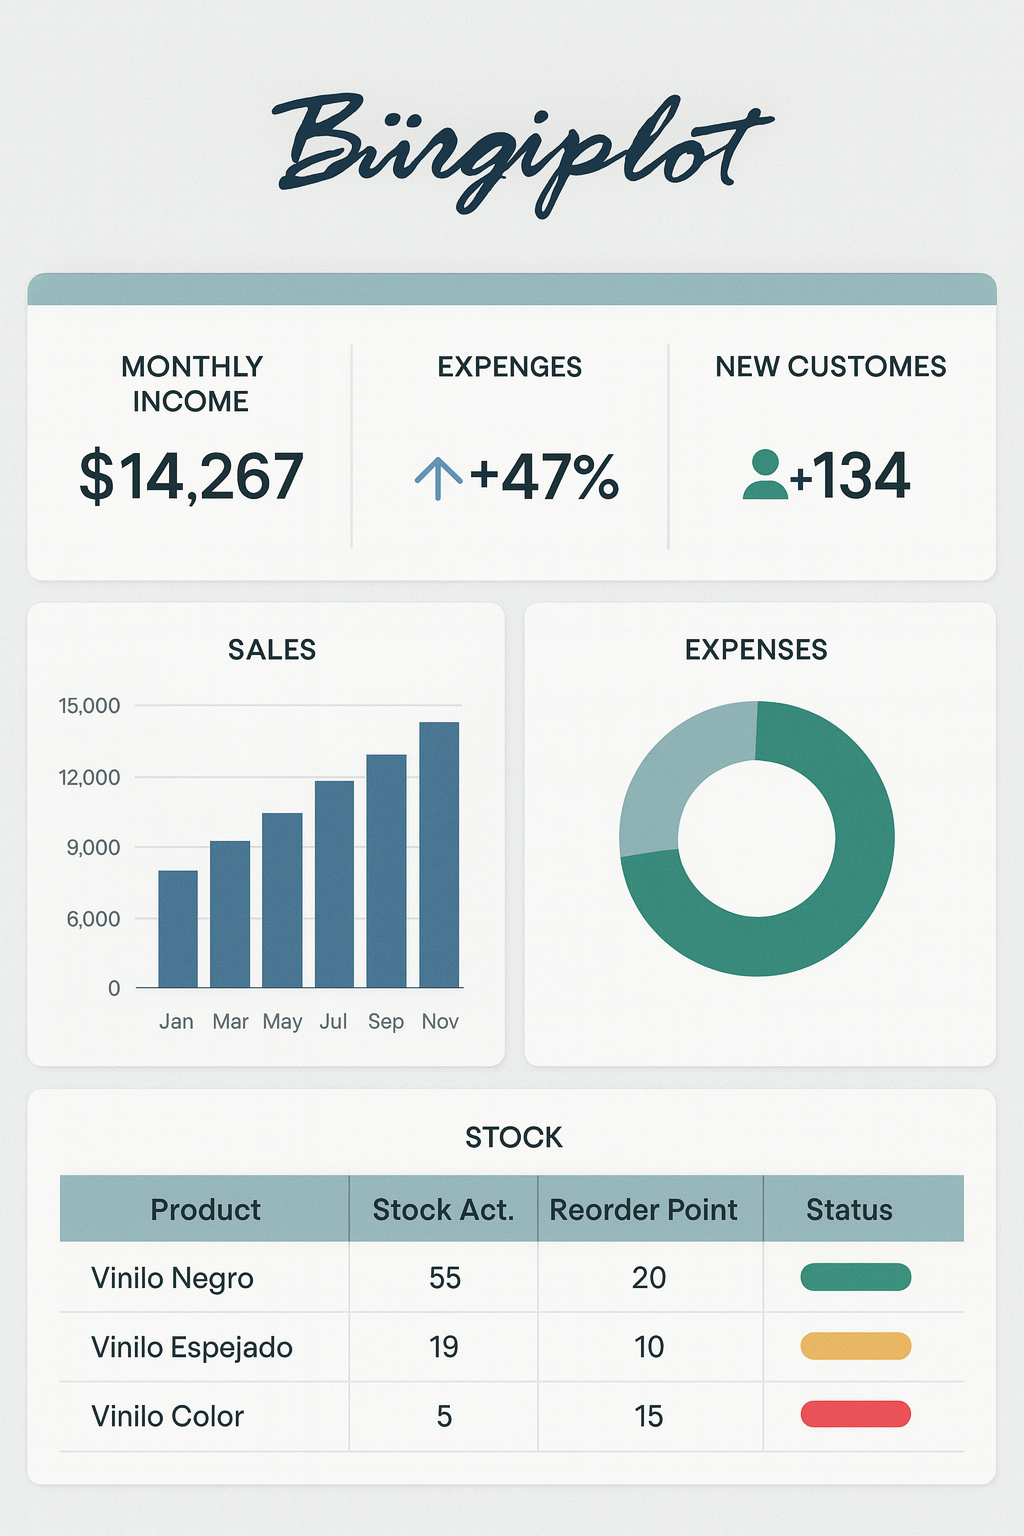 Bürgiplot
MONTHLY
INCOME
$14,267
EXPENGES
+47%
NEW CUSTOMES
+134
SALES
15,000
12,000
9,000
6,000
0
Jan Mar May Jul Sep Nov
EXPENSES
STOCK
Product Stock Act. Reorder Point Status
Vinilo Negro 55 20
Vinilo Espejado 19 10
Vinilo Color 5 15